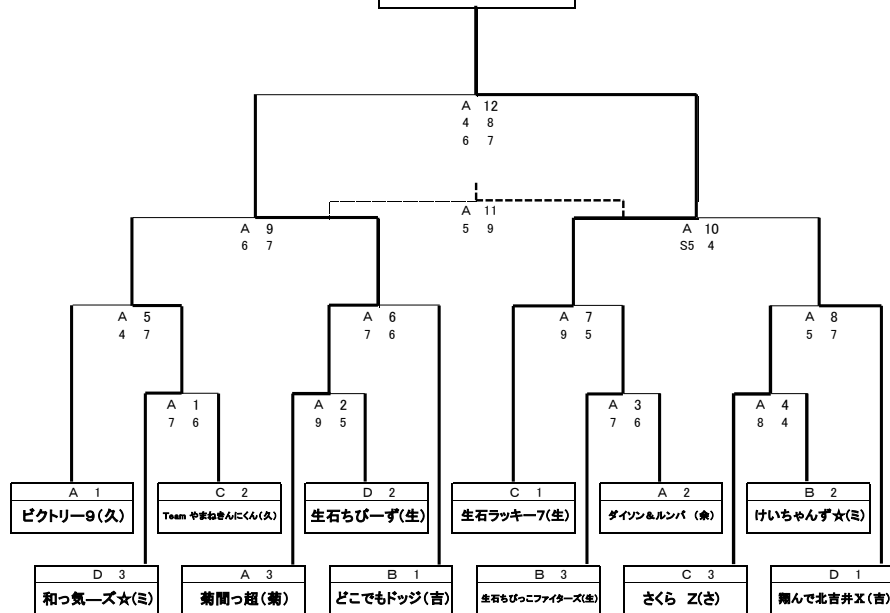 A 12
4 8
6 7
A 11
5 9
A 9
6 7
A 10
S5 4
A 5
4 7
A 6
7 6
A 7
9 5
A 8
5 7
A 1
7 6
A 2
9 5
A 3
7 6
A 4
8 4
A 1
ビクトリー9(久)
C 2
Team やまねきんにくん(久)
D 2
生石ちびーず(生)
C 1
生石ラッキー7(生)
A 2
ダイソン&ルンバ (余)
B 2
けいちゃんず☆(ミ)
D 3
和っ気―ズ☆(ミ)
A 3
菊間っ超(菊)
B 1
どこでもドッジ(吉)
B 3
生石ちびっこファイターズ(生)
C 3
さくら Z(さ)
D 1
翔んで北吉井X(吉)